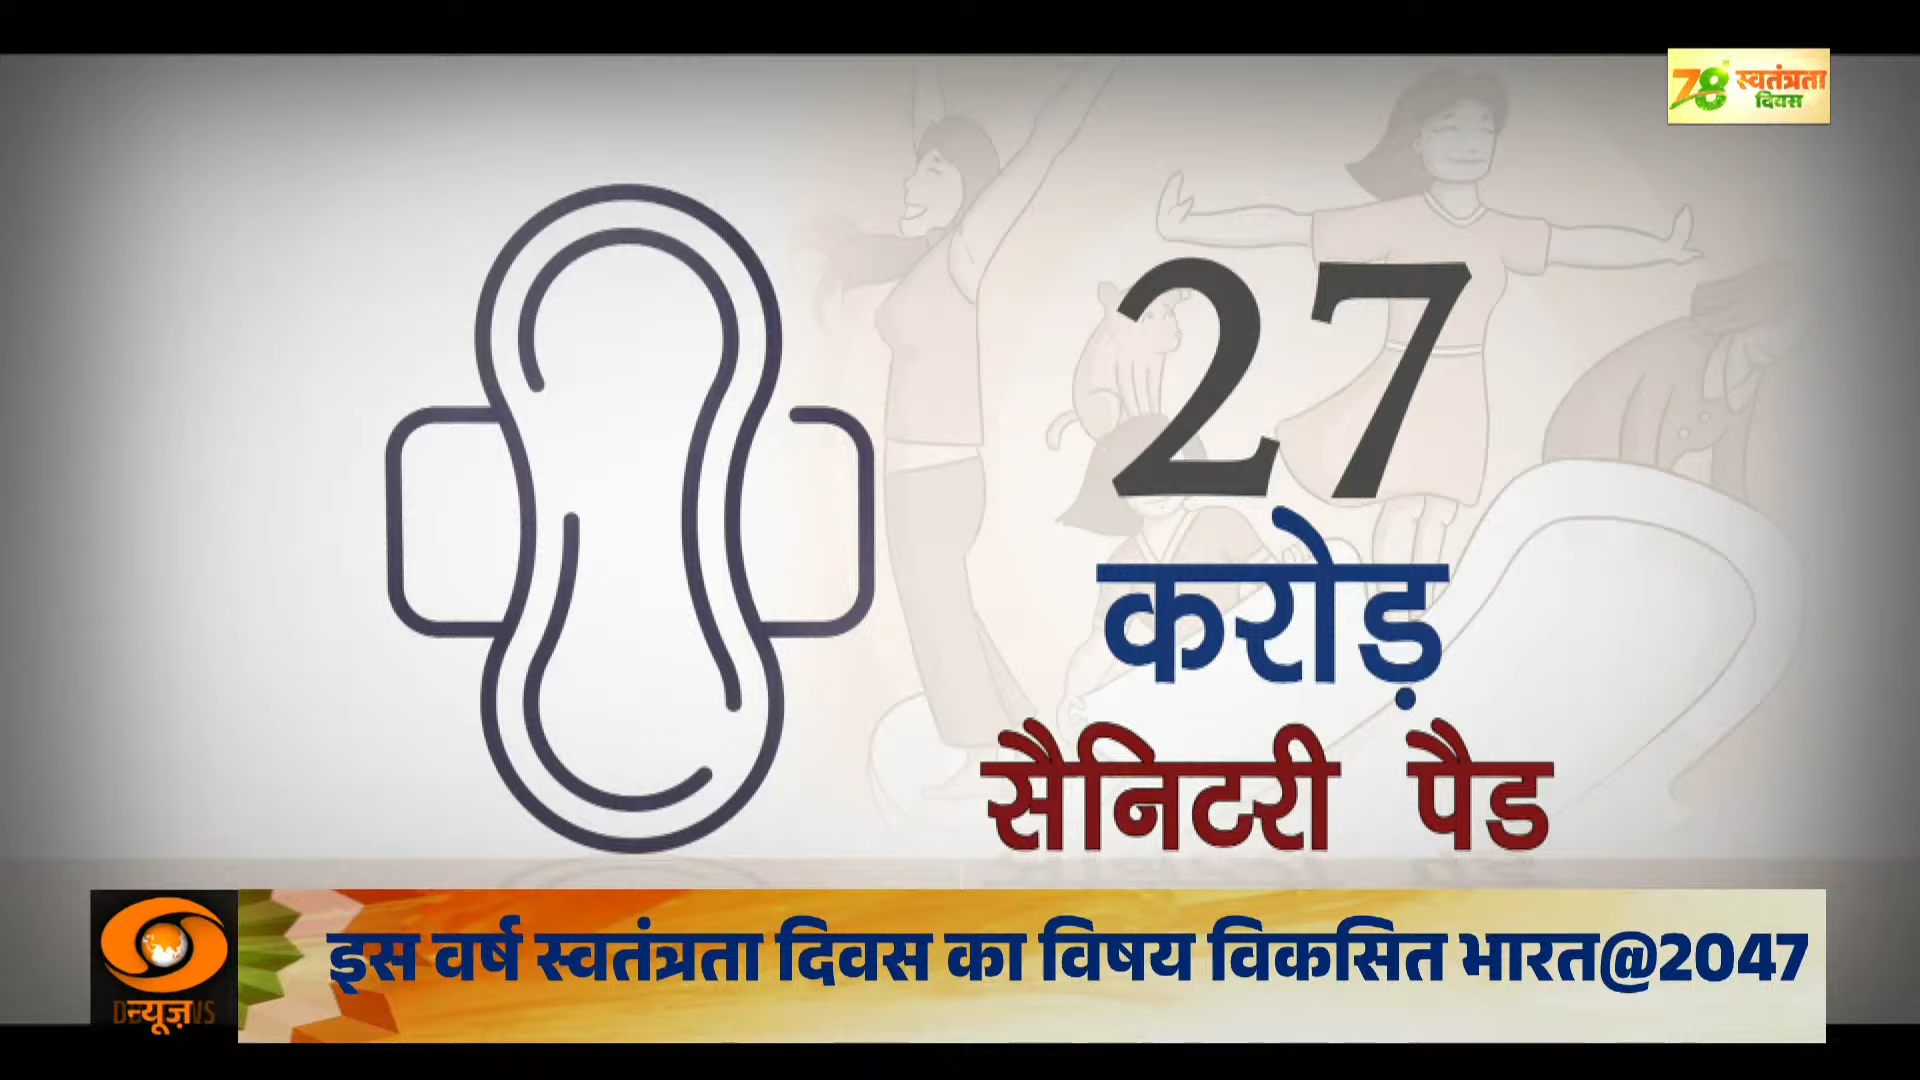 78 स्वतंत्रता
दिवस
27
करोड़
सैनिटरी पैड
इस वर्ष स्वतंत्रता दिवस का विषय विकसित भारत@2047
न्यूज़